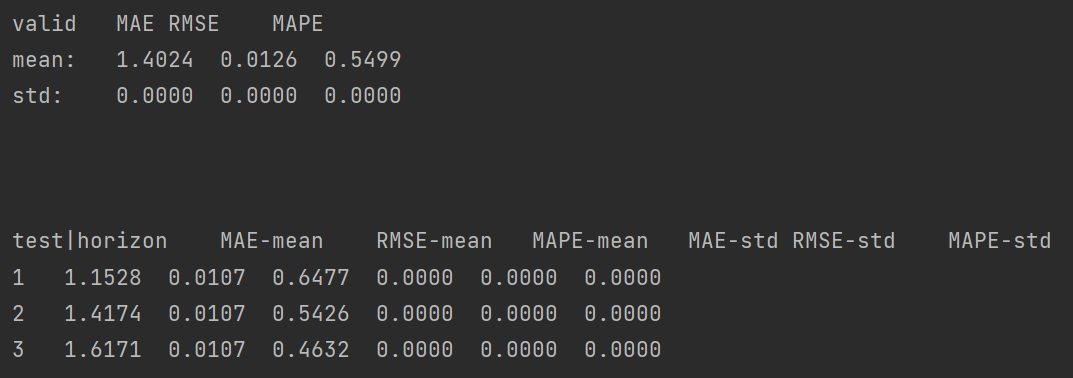 valid MAE RMSE MAPE
mean: 1.4024 0.0126 0.5499
std: 0.0000 0.0000 0.0000
test|horizon MAE-mean RMSE-mean MAPE-mean MAE-std RMSE-std MAPE-std
1 1.1528 0.0107 0.6477 0.0000 0.0000 0.0000
2 1.4174 0.0107 0.5426 0.0000 0.0000 0.0000
3 1.6171 0.0107 0.4632 0.0000 0.0000 0.0000